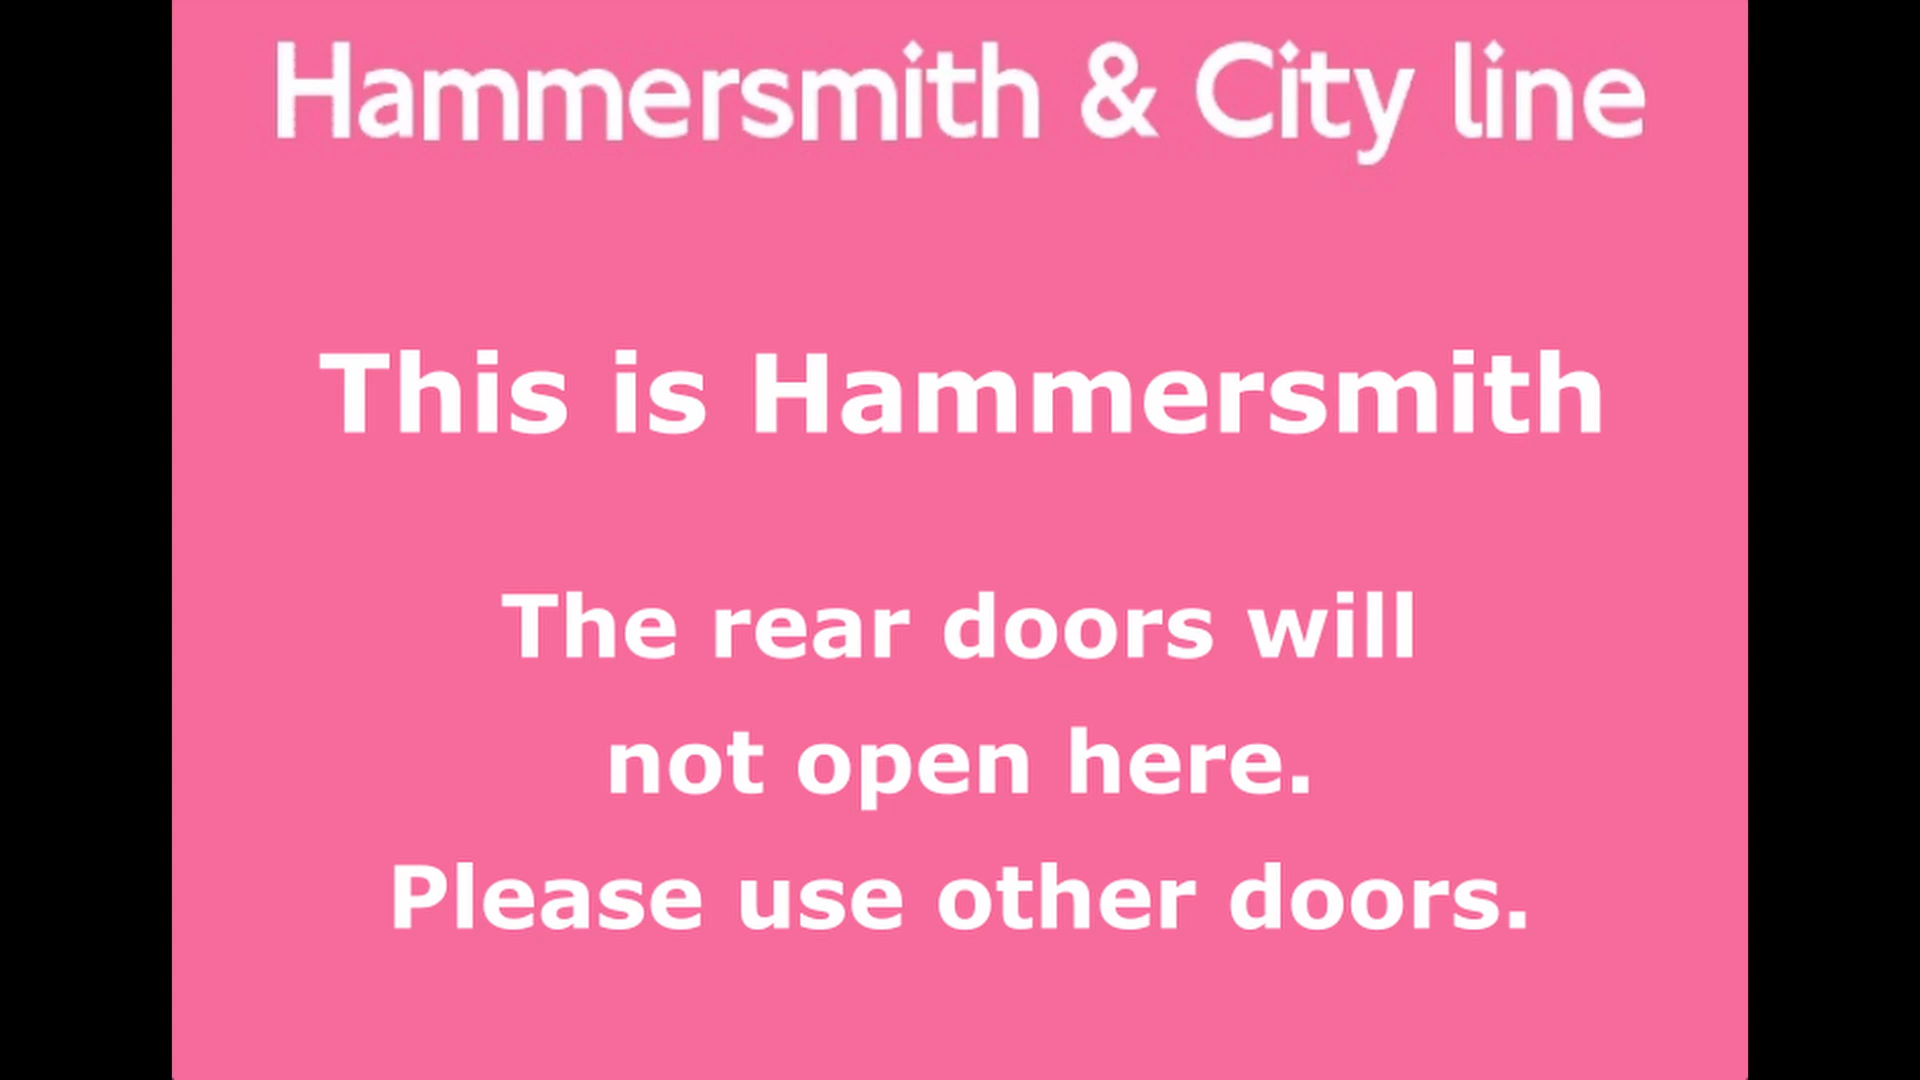 Hammersmith & City line
This is Hammersmith
The rear doors will
not open here.
Please use other doors.